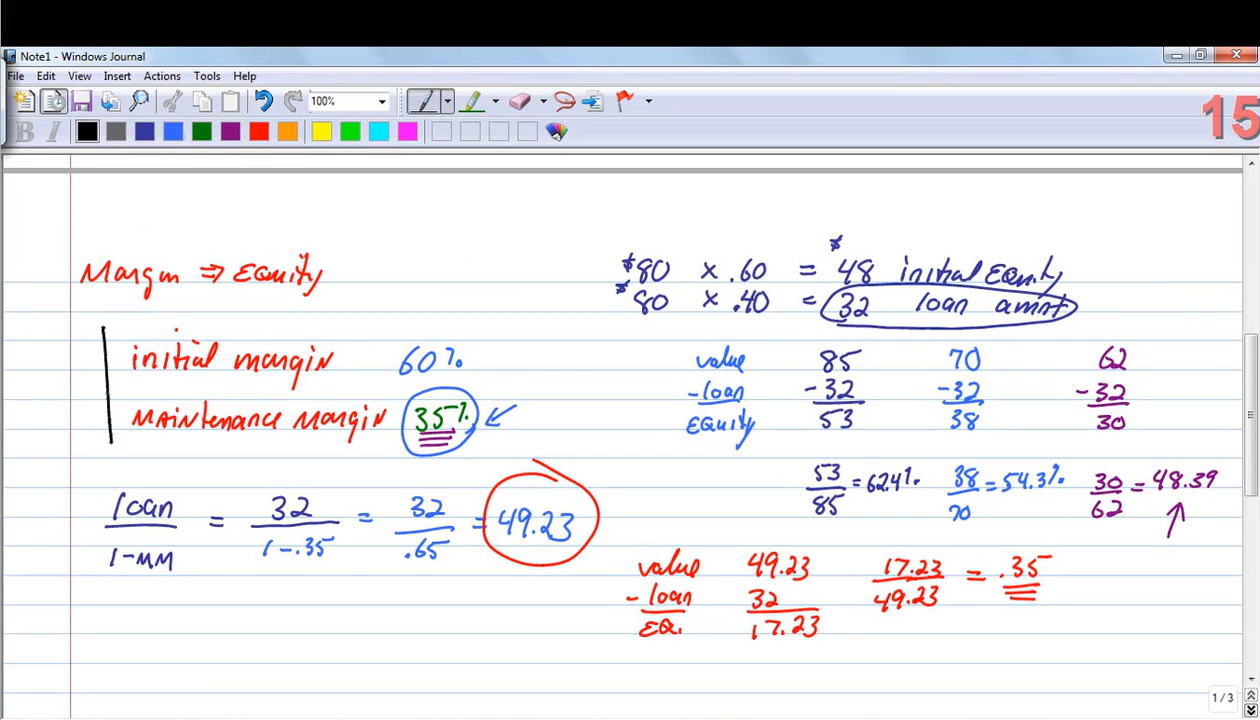 Note1 - Windows Journal
File Edit View Insert Actions Tools Help
100%
B I
15
Margin ⇒ Equity
$80 x .60 = $48 initial Equity
$80 x .40 = 32 loan amnt
initial margin 60%
Maintenance Margin 35%
value 85 70 62
-loan -32 -32 -32
Equity 53 38 30
53/85 = 62.4% 38/70 = 54.3% 30/62 = 48.39
loan/1-MM = 32/1-.35 = 32/.65 = 49.23
value 49.23 17.23/49.23 = .35
- loan 32
EQ. 17.23
1 / 3